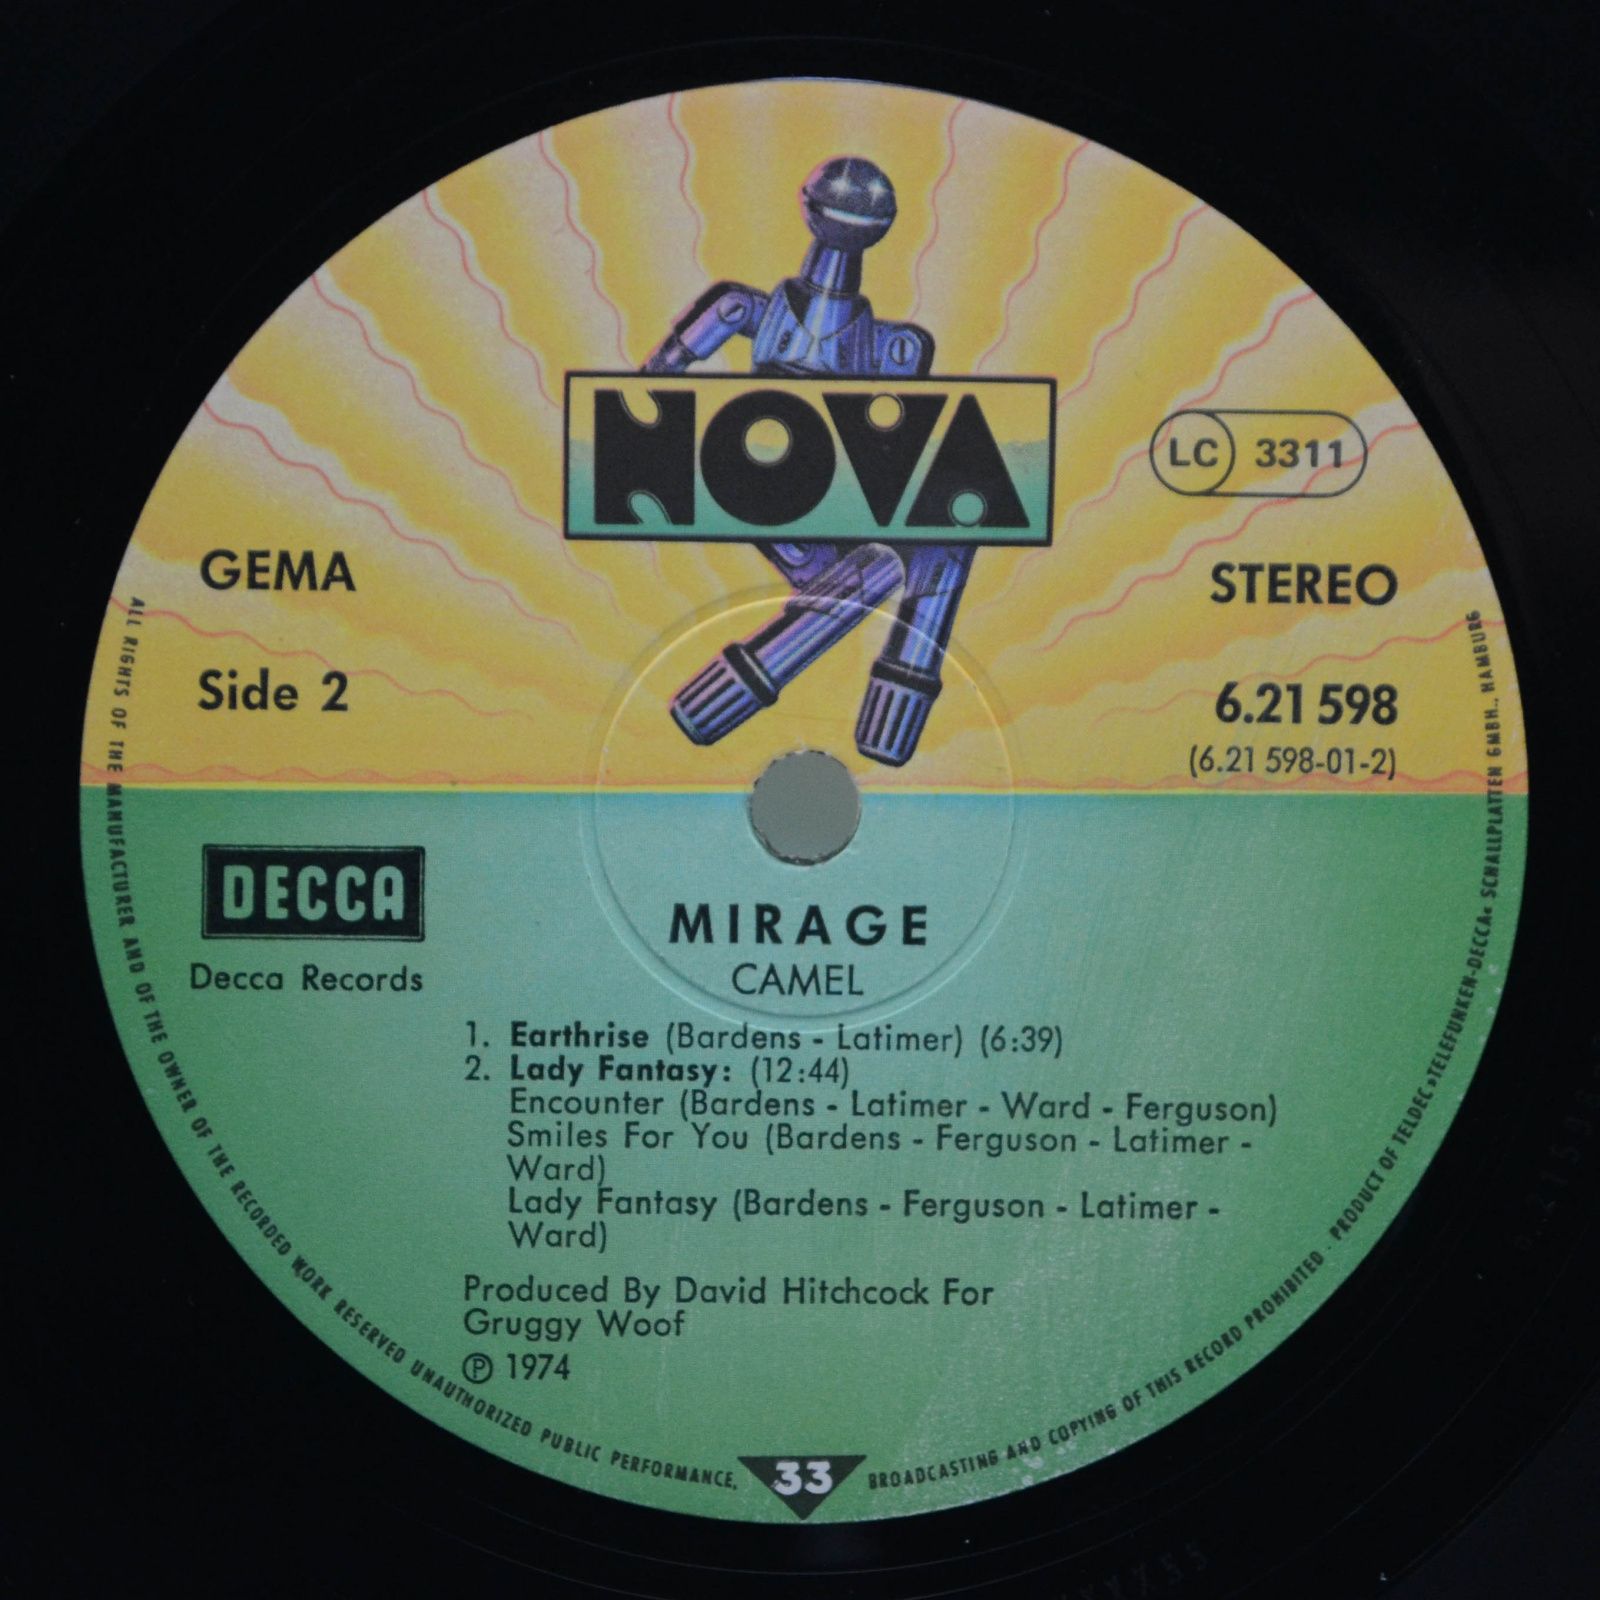 NOVA
LC 3311
GEMA
STEREO
Side 2
6.21 598
(6.21 598-01-2)
DECCA
Decca Records
MIRAGE
CAMEL
1. Earthrise (Bardens - Latimer) (6:39)
2. Lady Fantasy: (12:44)
Encounter (Bardens - Latimer - Ward - Ferguson)
Smiles For You (Bardens - Ferguson - Latimer -
Ward)
Lady Fantasy (Bardens - Ferguson - Latimer -
Ward)
Produced By David Hitchcock For
Gruggy Woof
℗ 1974
33
ALL RIGHTS OF THE MANUFACTURER AND OF THE OWNER OF THE RECORDED WORK RESERVED UNAUTHORIZED PUBLIC PERFORMANCE, BROADCASTING AND COPYING OF THIS RECORD PROHIBITED · PRODUCT OF TELDEC »TELEFUNKEN-DECCA« SCHALLPLATTEN GMBH., HAMBURG